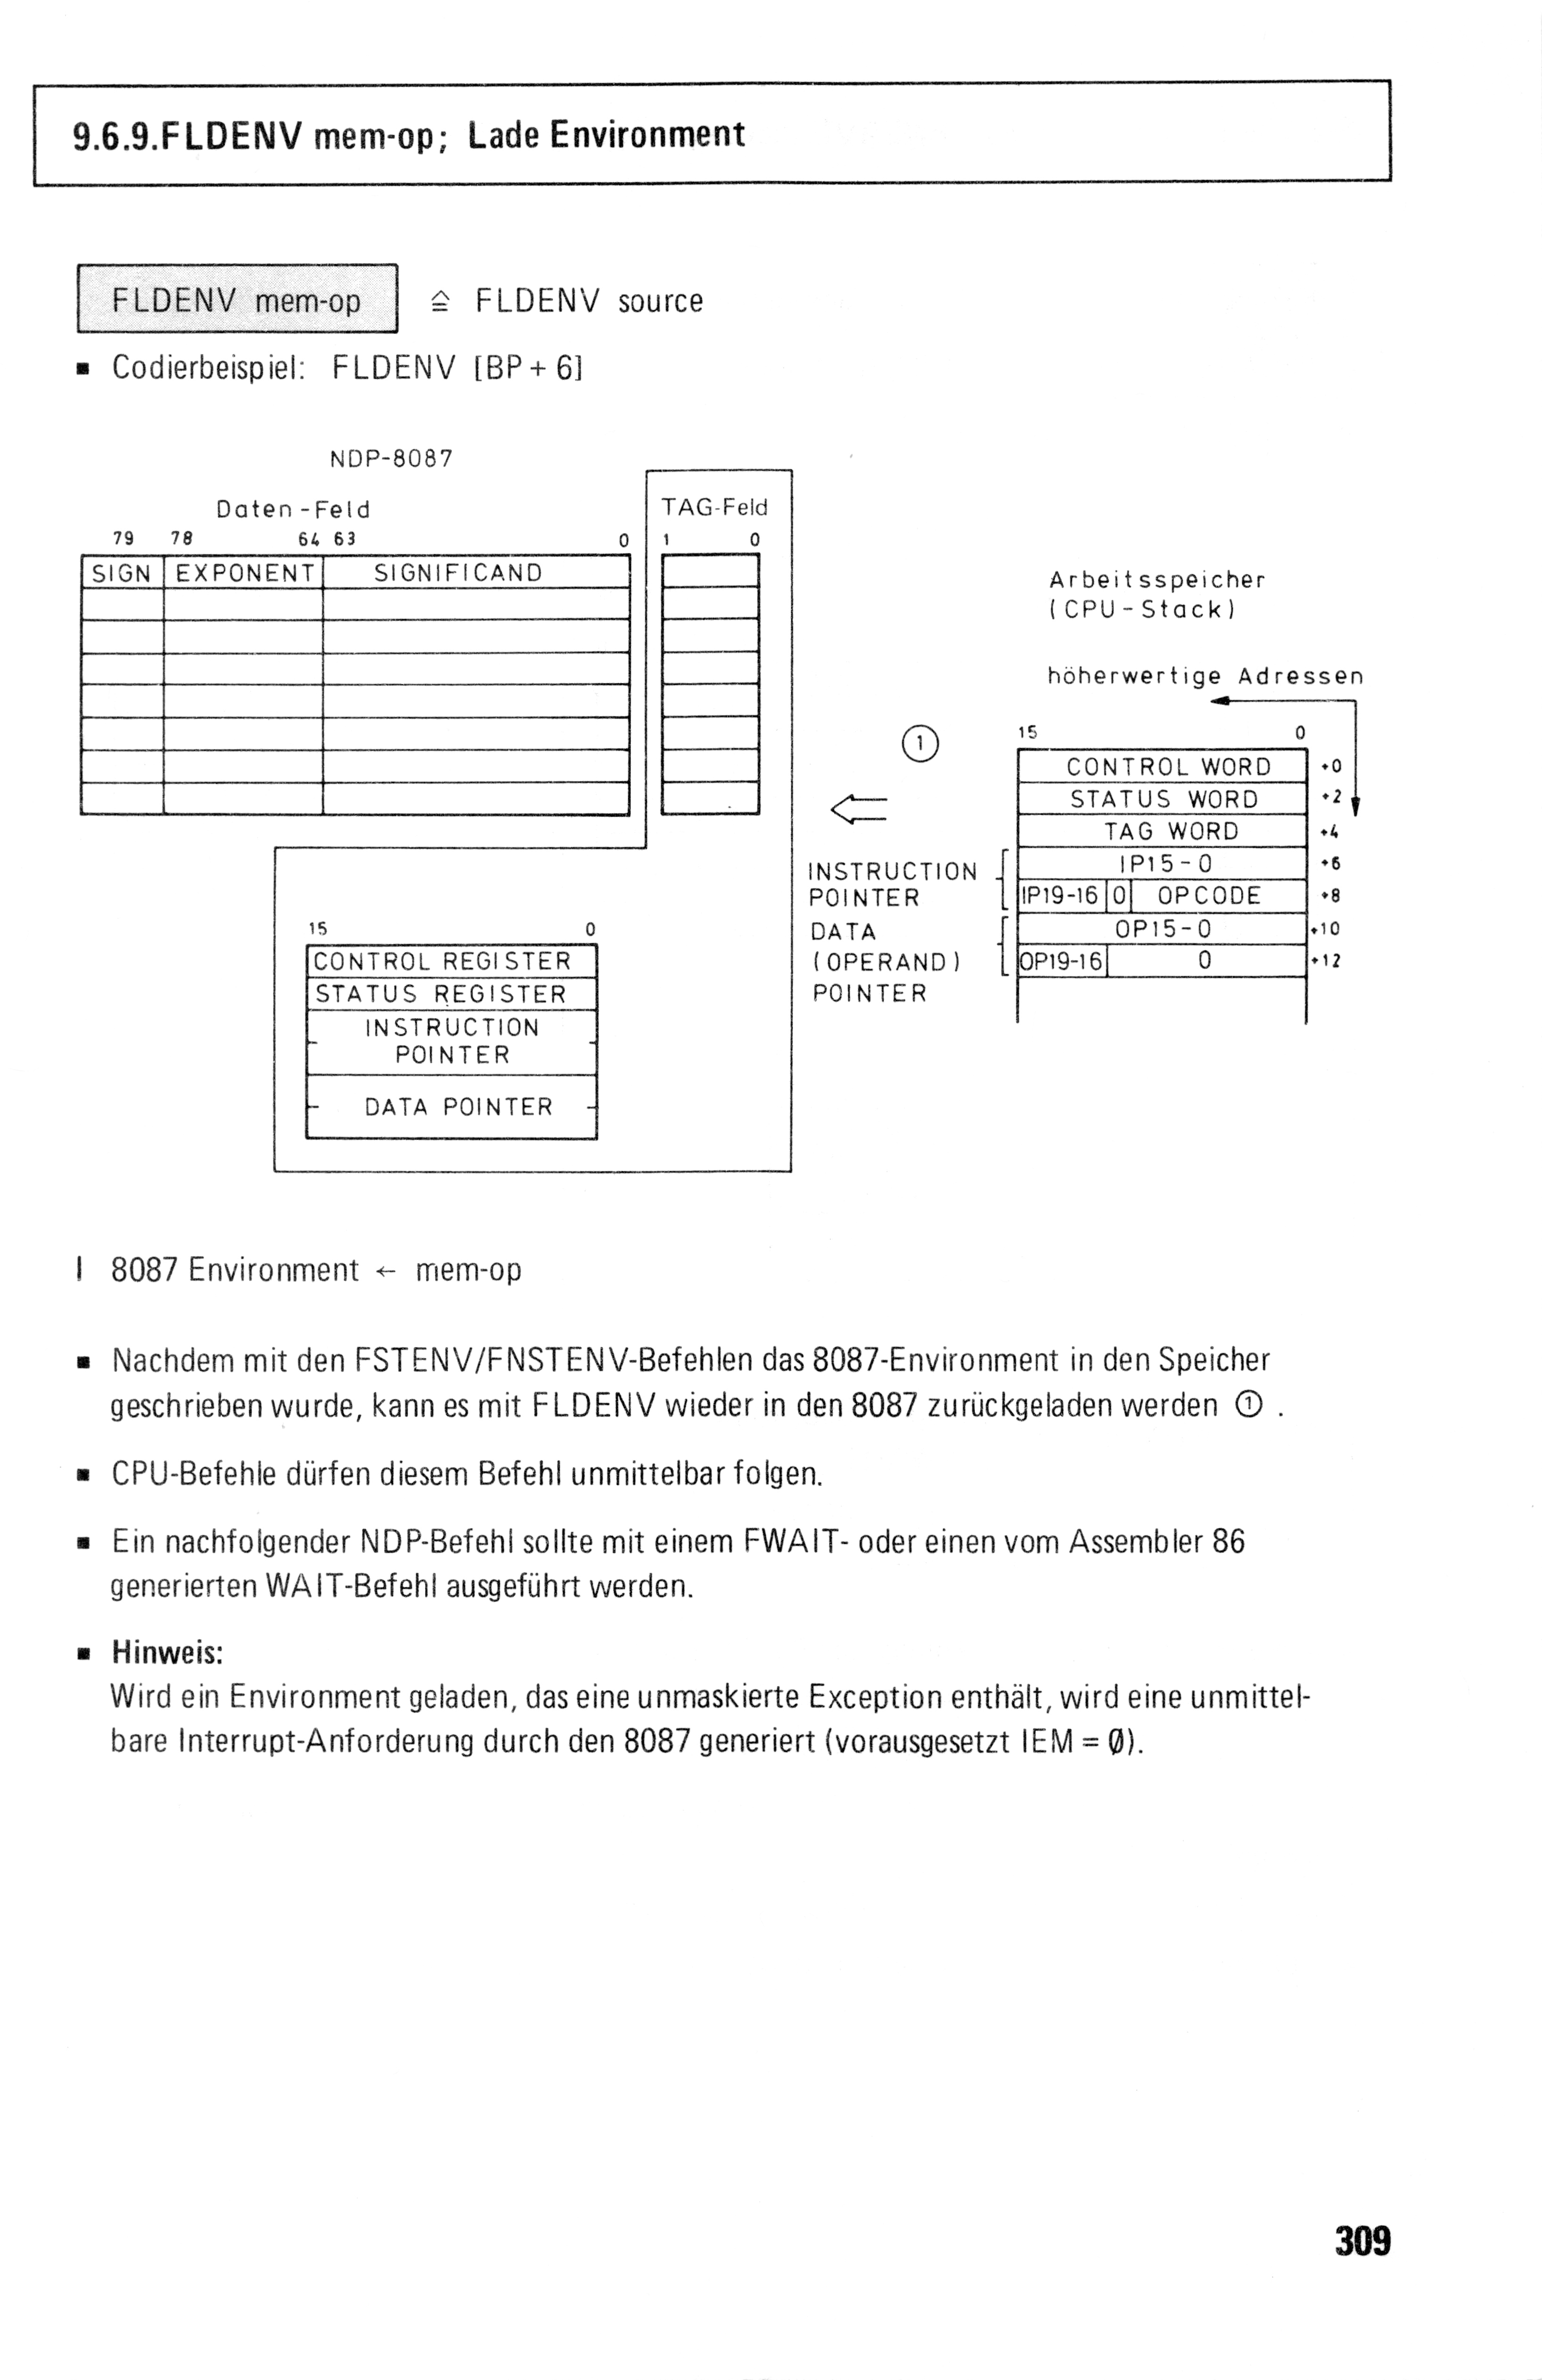 9.6.9.FLDENV mem-op; Lade Environment
FLDENV mem-op ≙ FLDENV source
▪ Codierbeispiel: FLDENV [BP + 6]
NDP-8087
Daten-Feld
TAG-Feld
79 78 64 63 0
1 0
SIGN EXPONENT SIGNIFICAND
Arbeitsspeicher
(CPU-Stack)
höherwertige Adressen
①
15 0
CONTROL WORD +0
STATUS WORD +2
TAG WORD +4
INSTRUCTION
POINTER
IP15-0 +6
IP19-16 0 OPCODE +8
DATA
(OPERAND)
POINTER
OP15-0 +10
OP19-16 0 +12
15 0
CONTROL REGISTER
STATUS REGISTER
INSTRUCTION
POINTER
DATA POINTER
I 8087 Environment ← mem-op
▪ Nachdem mit den FSTENV/FNSTENV-Befehlen das 8087-Environment in den Speicher
geschrieben wurde, kann es mit FLDENV wieder in den 8087 zurückgeladen werden ① .
▪ CPU-Befehle dürfen diesem Befehl unmittelbar folgen.
▪ Ein nachfolgender NDP-Befehl sollte mit einem FWAIT- oder einen vom Assembler 86
generierten WAIT-Befehl ausgeführt werden.
▪ Hinweis:
Wird ein Environment geladen, das eine unmaskierte Exception enthält, wird eine unmittel-
bare Interrupt-Anforderung durch den 8087 generiert (vorausgesetzt IEM = Ø).
309